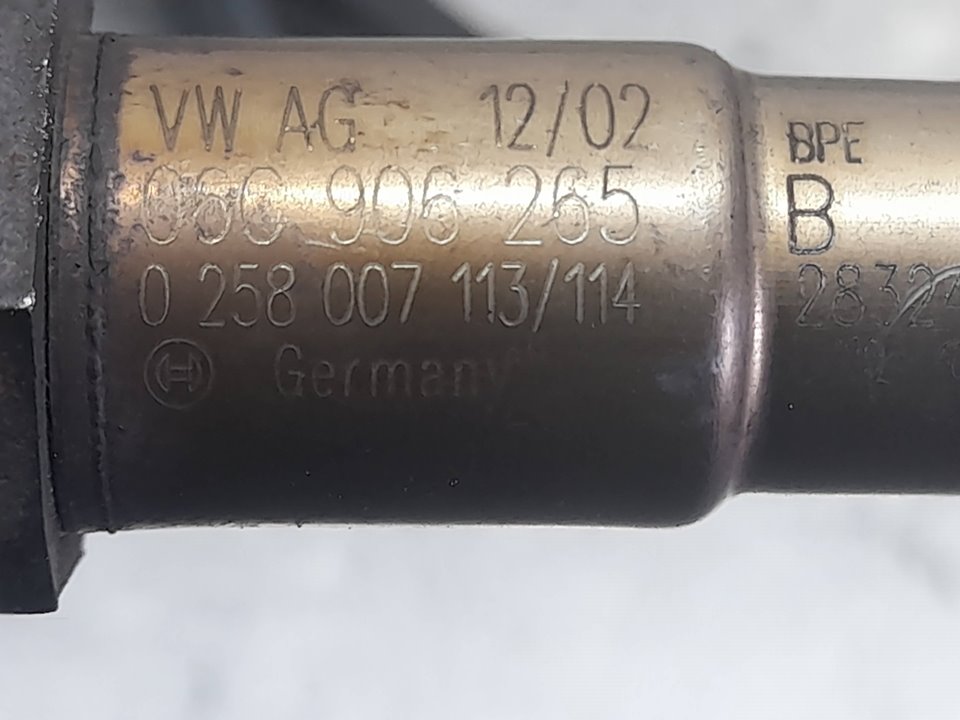 VW AG 12/02
06C 906 265
0 258 007 113/114
Germany
BPE
B